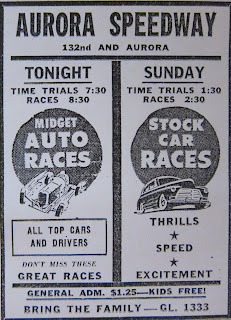 AURORA SPEEDWAY
132nd AND AURORA
TONIGHT
TIME TRIALS 7:30
RACES 8:30
MIDGET
AUTO
RACES
ALL TOP CARS
AND DRIVERS
DON'T MISS THESE
GREAT RACES
SUNDAY
TIME TRIALS 1:30
RACES 2:30
STOCK
CAR
RACES
THRILLS
★
SPEED
★
EXCITEMENT
GENERAL ADM. $1.25—KIDS FREE!
BRING THE FAMILY — GL. 1333